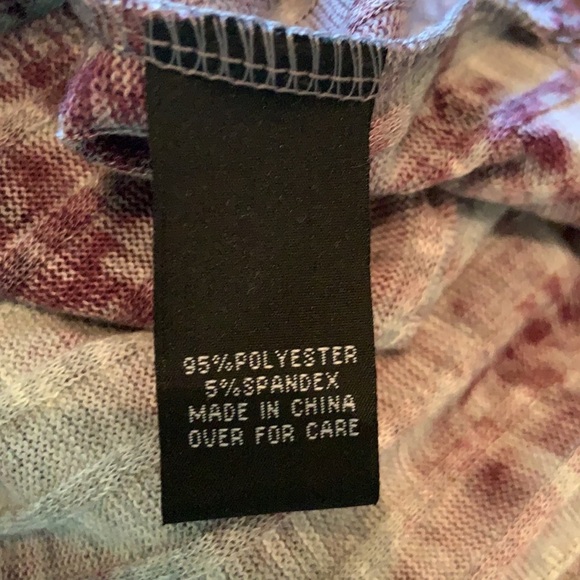 95%POLYESTER
5%SPANDEX
MADE IN CHINA
OVER FOR CARE